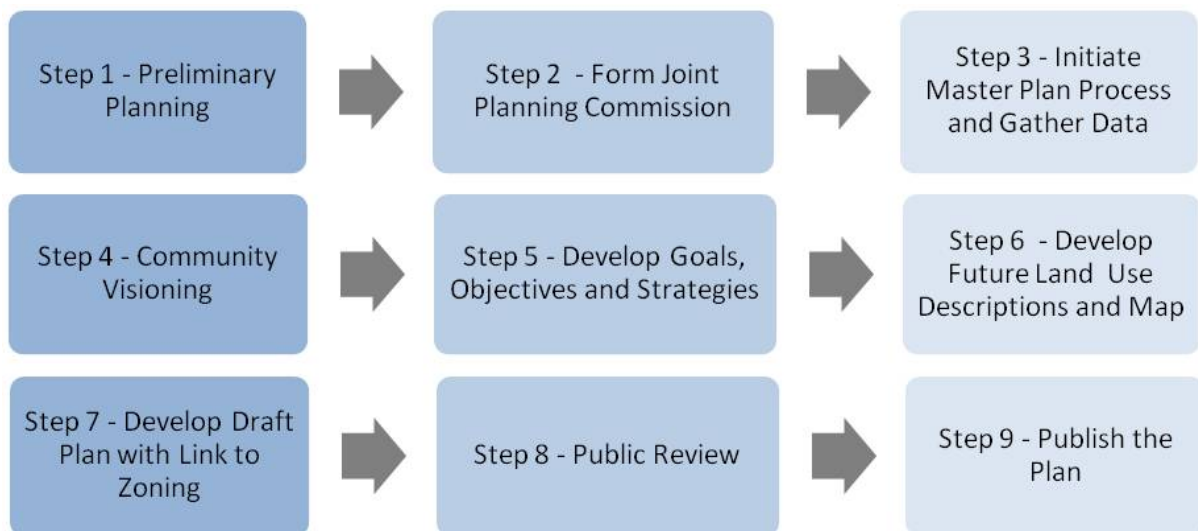 Step 1 - Preliminary
Planning
Step 2 - Form Joint
Planning Commission
Step 3 - Initiate
Master Plan Process
and Gather Data
Step 4 - Community
Visioning
Step 5 - Develop Goals,
Objectives and Strategies
Step 6 - Develop
Future Land Use
Descriptions and Map
Step 7 - Develop Draft
Plan with Link to
Zoning
Step 8 - Public Review
Step 9 - Publish the
Plan